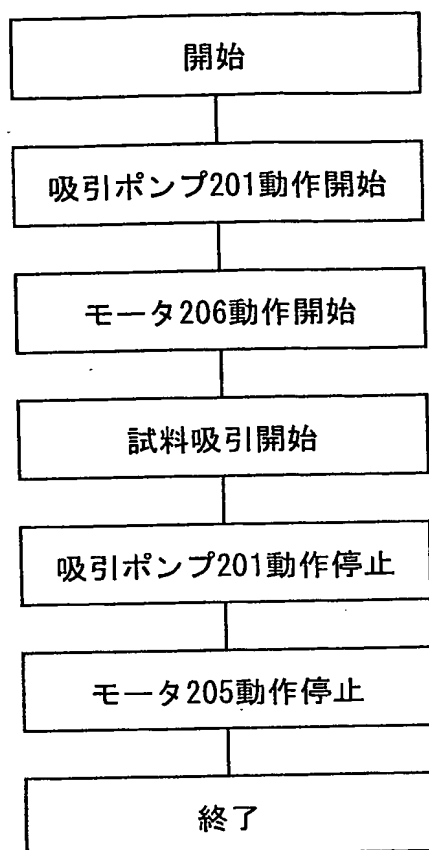 開始
吸引ポンプ201動作開始
モータ206動作開始
試料吸引開始
吸引ポンプ201動作停止
モータ205動作停止
終了